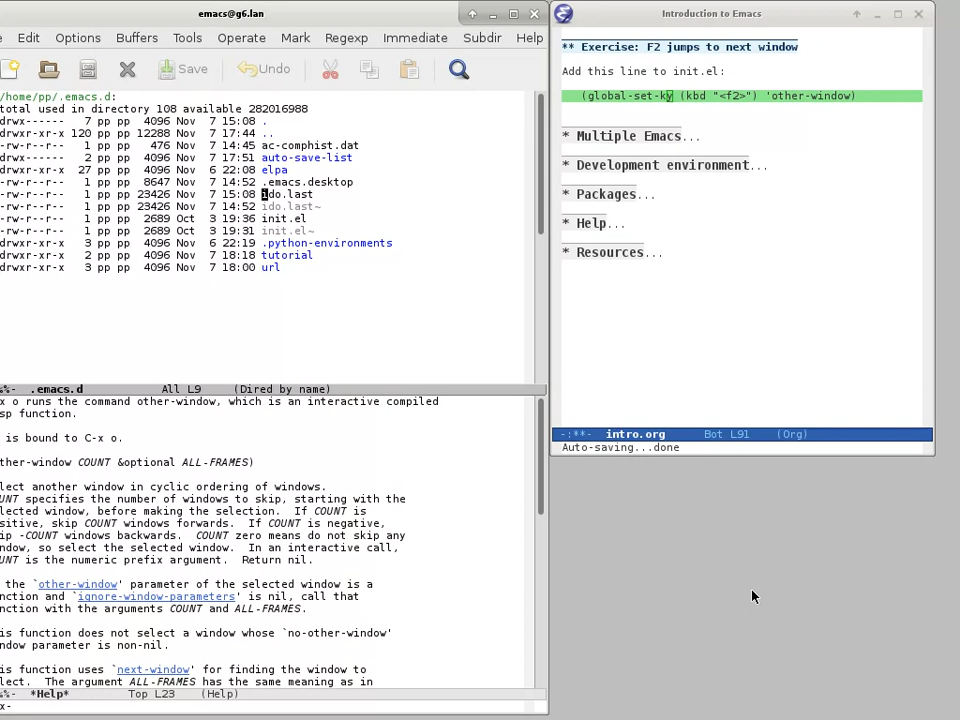 emacs@g6.lan
Edit Options Buffers Tools Operate Mark Regexp Immediate Subdir Help
Save Undo
/home/pp/.emacs.d:
total used in directory 108 available 282016988
drwx------ 7 pp pp 4096 Nov 7 15:08 .
drwxr-xr-x 120 pp pp 12288 Nov 7 17:44 ..
-rw-r--r-- 1 pp pp 476 Nov 7 14:45 ac-comphist.dat
drwx------ 2 pp pp 4096 Nov 7 17:51 auto-save-list
drwxr-xr-x 27 pp pp 4096 Nov 6 22:08 elpa
-rw-r--r-- 1 pp pp 8647 Nov 7 14:52 .emacs.desktop
-rw-r--r-- 1 pp pp 23426 Nov 7 15:08 ido.last
-rw-r--r-- 1 pp pp 23426 Nov 7 14:52 ido.last~
-rw-r--r-- 1 pp pp 2689 Oct 3 19:36 init.el
-rw-r--r-- 1 pp pp 2689 Oct 3 19:31 init.el~
drwxr-xr-x 3 pp pp 4096 Nov 6 22:19 .python-environments
drwxr-xr-x 2 pp pp 4096 Nov 7 18:18 tutorial
drwxr-xr-x 3 pp pp 4096 Nov 7 18:00 url
%%- .emacs.d All L9 (Dired by name)
x o runs the command other-window, which is an interactive compiled
sp function.
is bound to C-x o.
ther-window COUNT &optional ALL-FRAMES)
lect another window in cyclic ordering of windows.
UNT specifies the number of windows to skip, starting with the
lected window, before making the selection. If COUNT is
sitive, skip COUNT windows forwards. If COUNT is negative,
ip -COUNT windows backwards. COUNT zero means do not skip any
ndow, so select the selected window. In an interactive call,
UNT is the numeric prefix argument. Return nil.
the `other-window' parameter of the selected window is a
nction and `ignore-window-parameters' is nil, call that
nction with the arguments COUNT and ALL-FRAMES.
is function does not select a window whose `no-other-window'
ndow parameter is non-nil.
is function uses `next-window' for finding the window to
lect. The argument ALL-FRAMES has the same meaning as in
%%- *Help* Top L23 (Help)
x-
Introduction to Emacs
** Exercise: F2 jumps to next window
Add this line to init.el:
(global-set-ky (kbd "<f2>") 'other-window)
* Multiple Emacs...
* Development environment...
* Packages...
* Help...
* Resources...
-:**- intro.org Bot L91 (Org)
Auto-saving...done